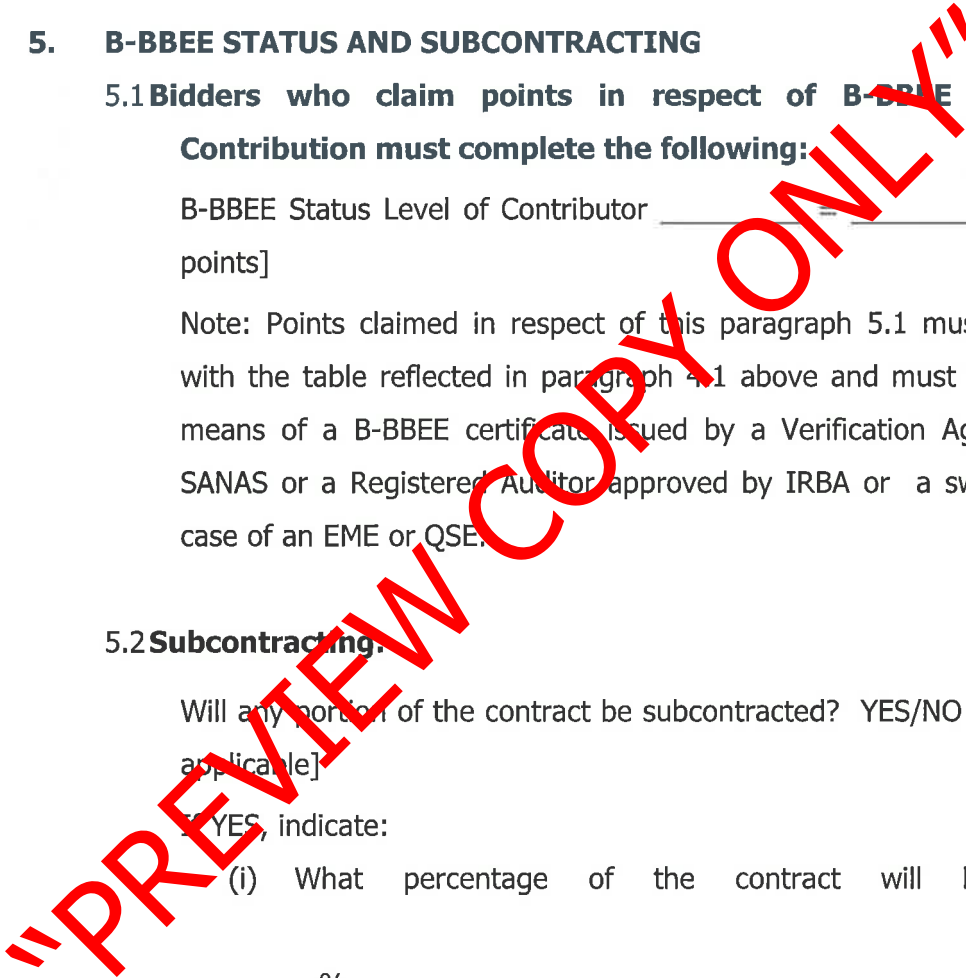 5. B-BBEE STATUS AND SUBCONTRACTING
5.1 Bidders who claim points in respect of B-BBEE
Contribution must complete the following:
B-BBEE Status Level of Contributor ________ = ________
points]
Note: Points claimed in respect of this paragraph 5.1
with the table reflected in paragraph 4.1 above and must
means of a B-BBEE certificate issued by a Verification
SANAS or a Registered Auditor approved by IRBA or a
case of an EME or QSE.
5.2 Subcontracting:
Will any portion of the contract be subcontracted? YES/NO
applicable]
If YES, indicate:
(i) What percentage of the contract will
"PREVIEW COPY ONLY"